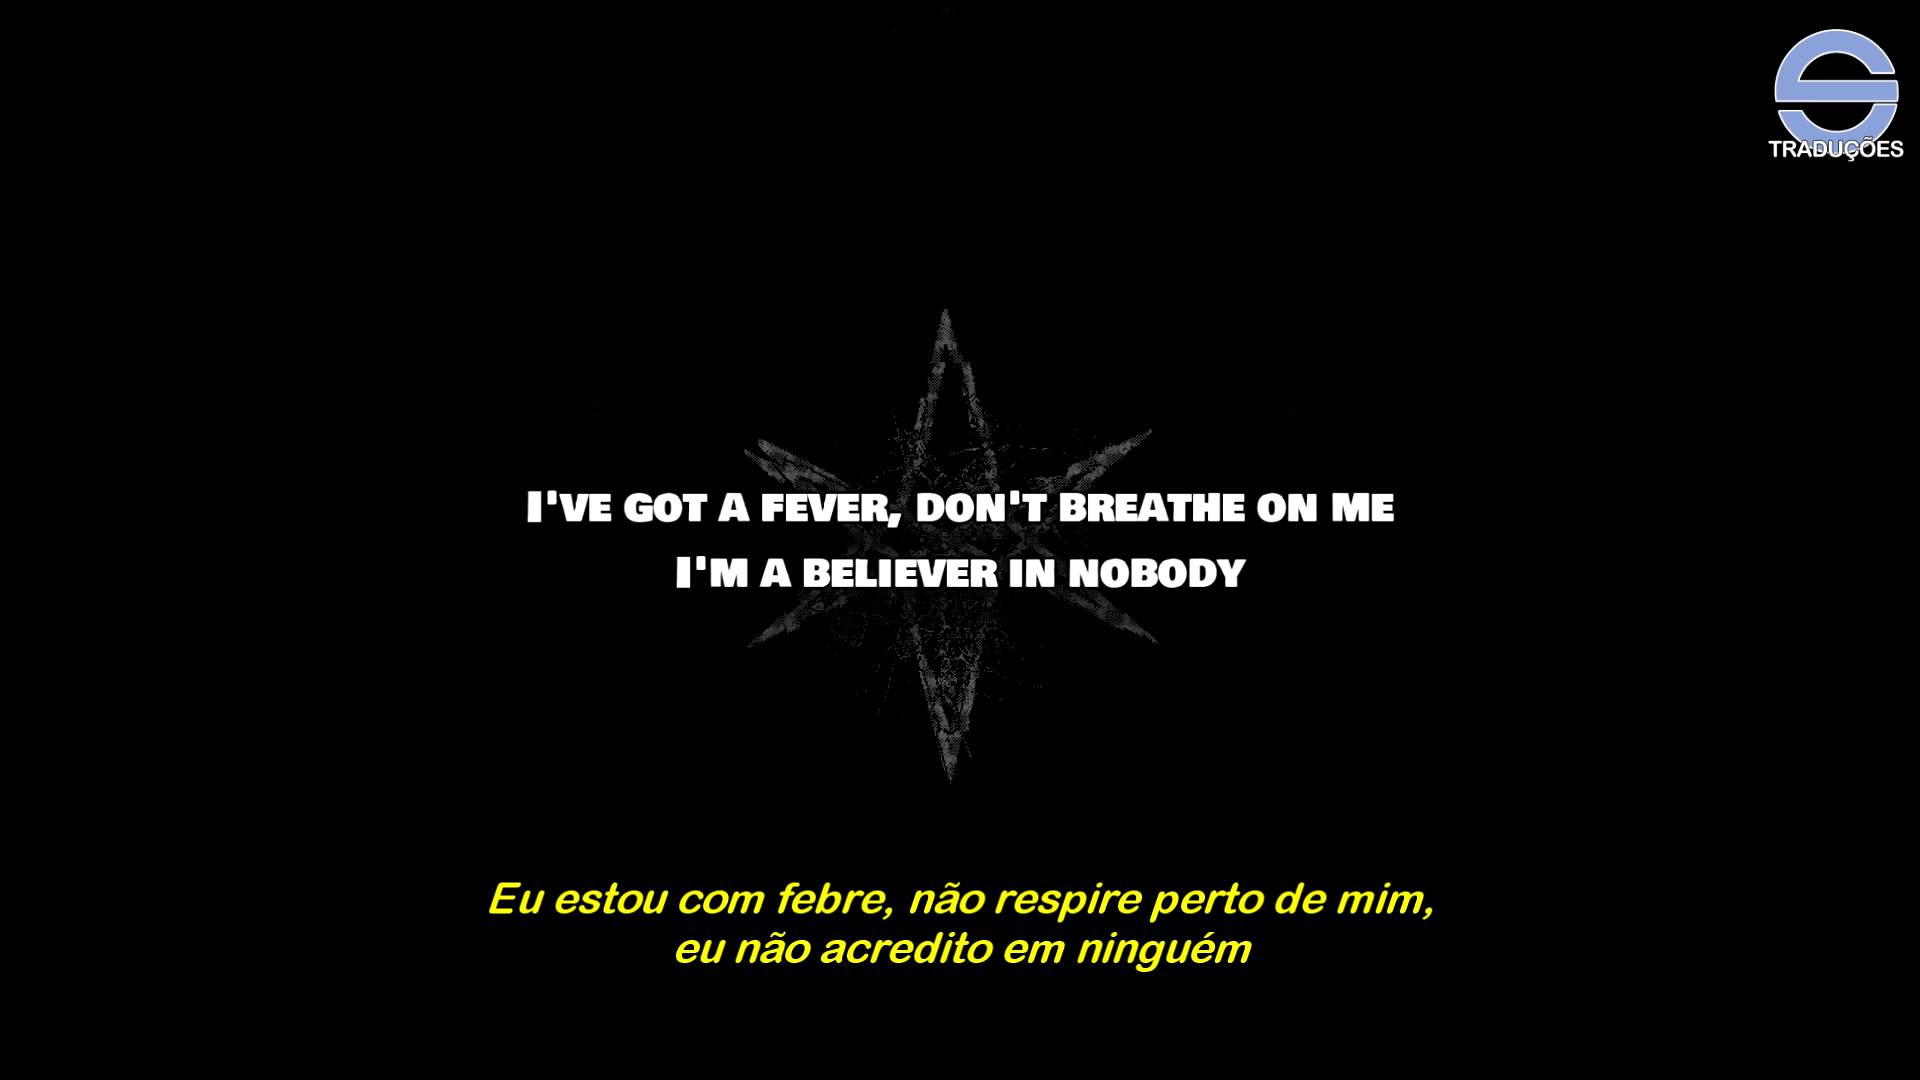 TRADUÇÕES
I'VE GOT A FEVER, DON'T BREATHE ON ME
I'M A BELIEVER IN NOBODY
Eu estou com febre, não respire perto de mim,
eu não acredito em ninguém